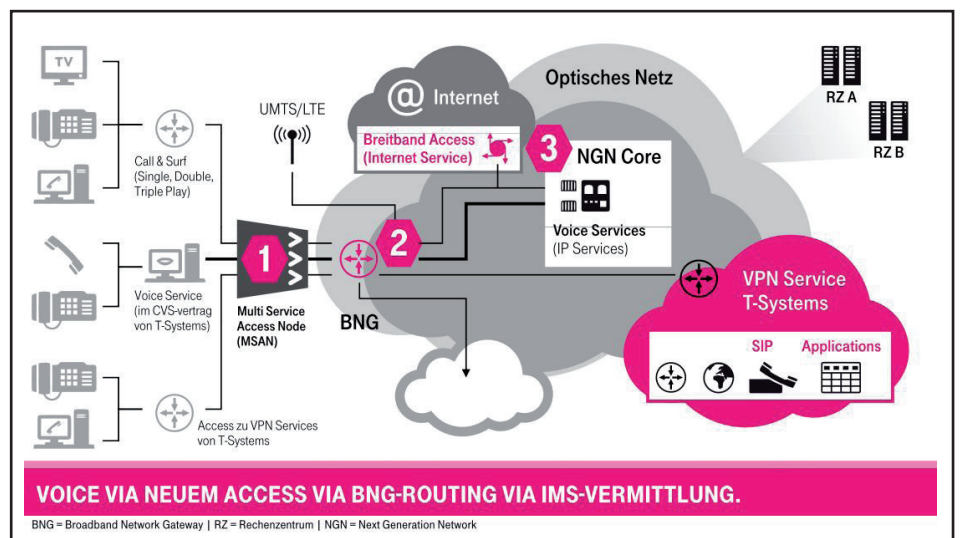 TV
Call & Surf
(Single, Double,
Triple Play)
UMTS/LTE
@ Internet
Breitband Access
(Internet Service)
Optisches Netz
RZ A
RZ B
3
NGN Core
Voice Services
(IP Services)
1
2
Voice Service
(im CVS-vertrag
von T-Systems)
Multi Service
Access Node
(MSAN)
BNG
VPN Service
T-Systems
SIP
Applications
Access zu VPN Services
von T-Systems
VOICE VIA NEUEM ACCESS VIA BNG-ROUTING VIA IMS-VERMITTLUNG.
BNG = Broadband Network Gateway | RZ = Rechenzentrum | NGN = Next Generation Network